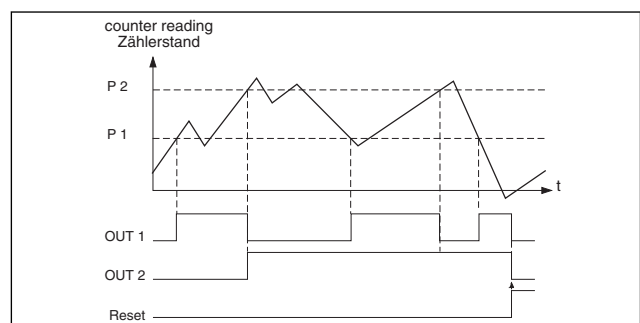 counter reading
Zählerstand
P 2
P 1
t
OUT 1
OUT 2
Reset